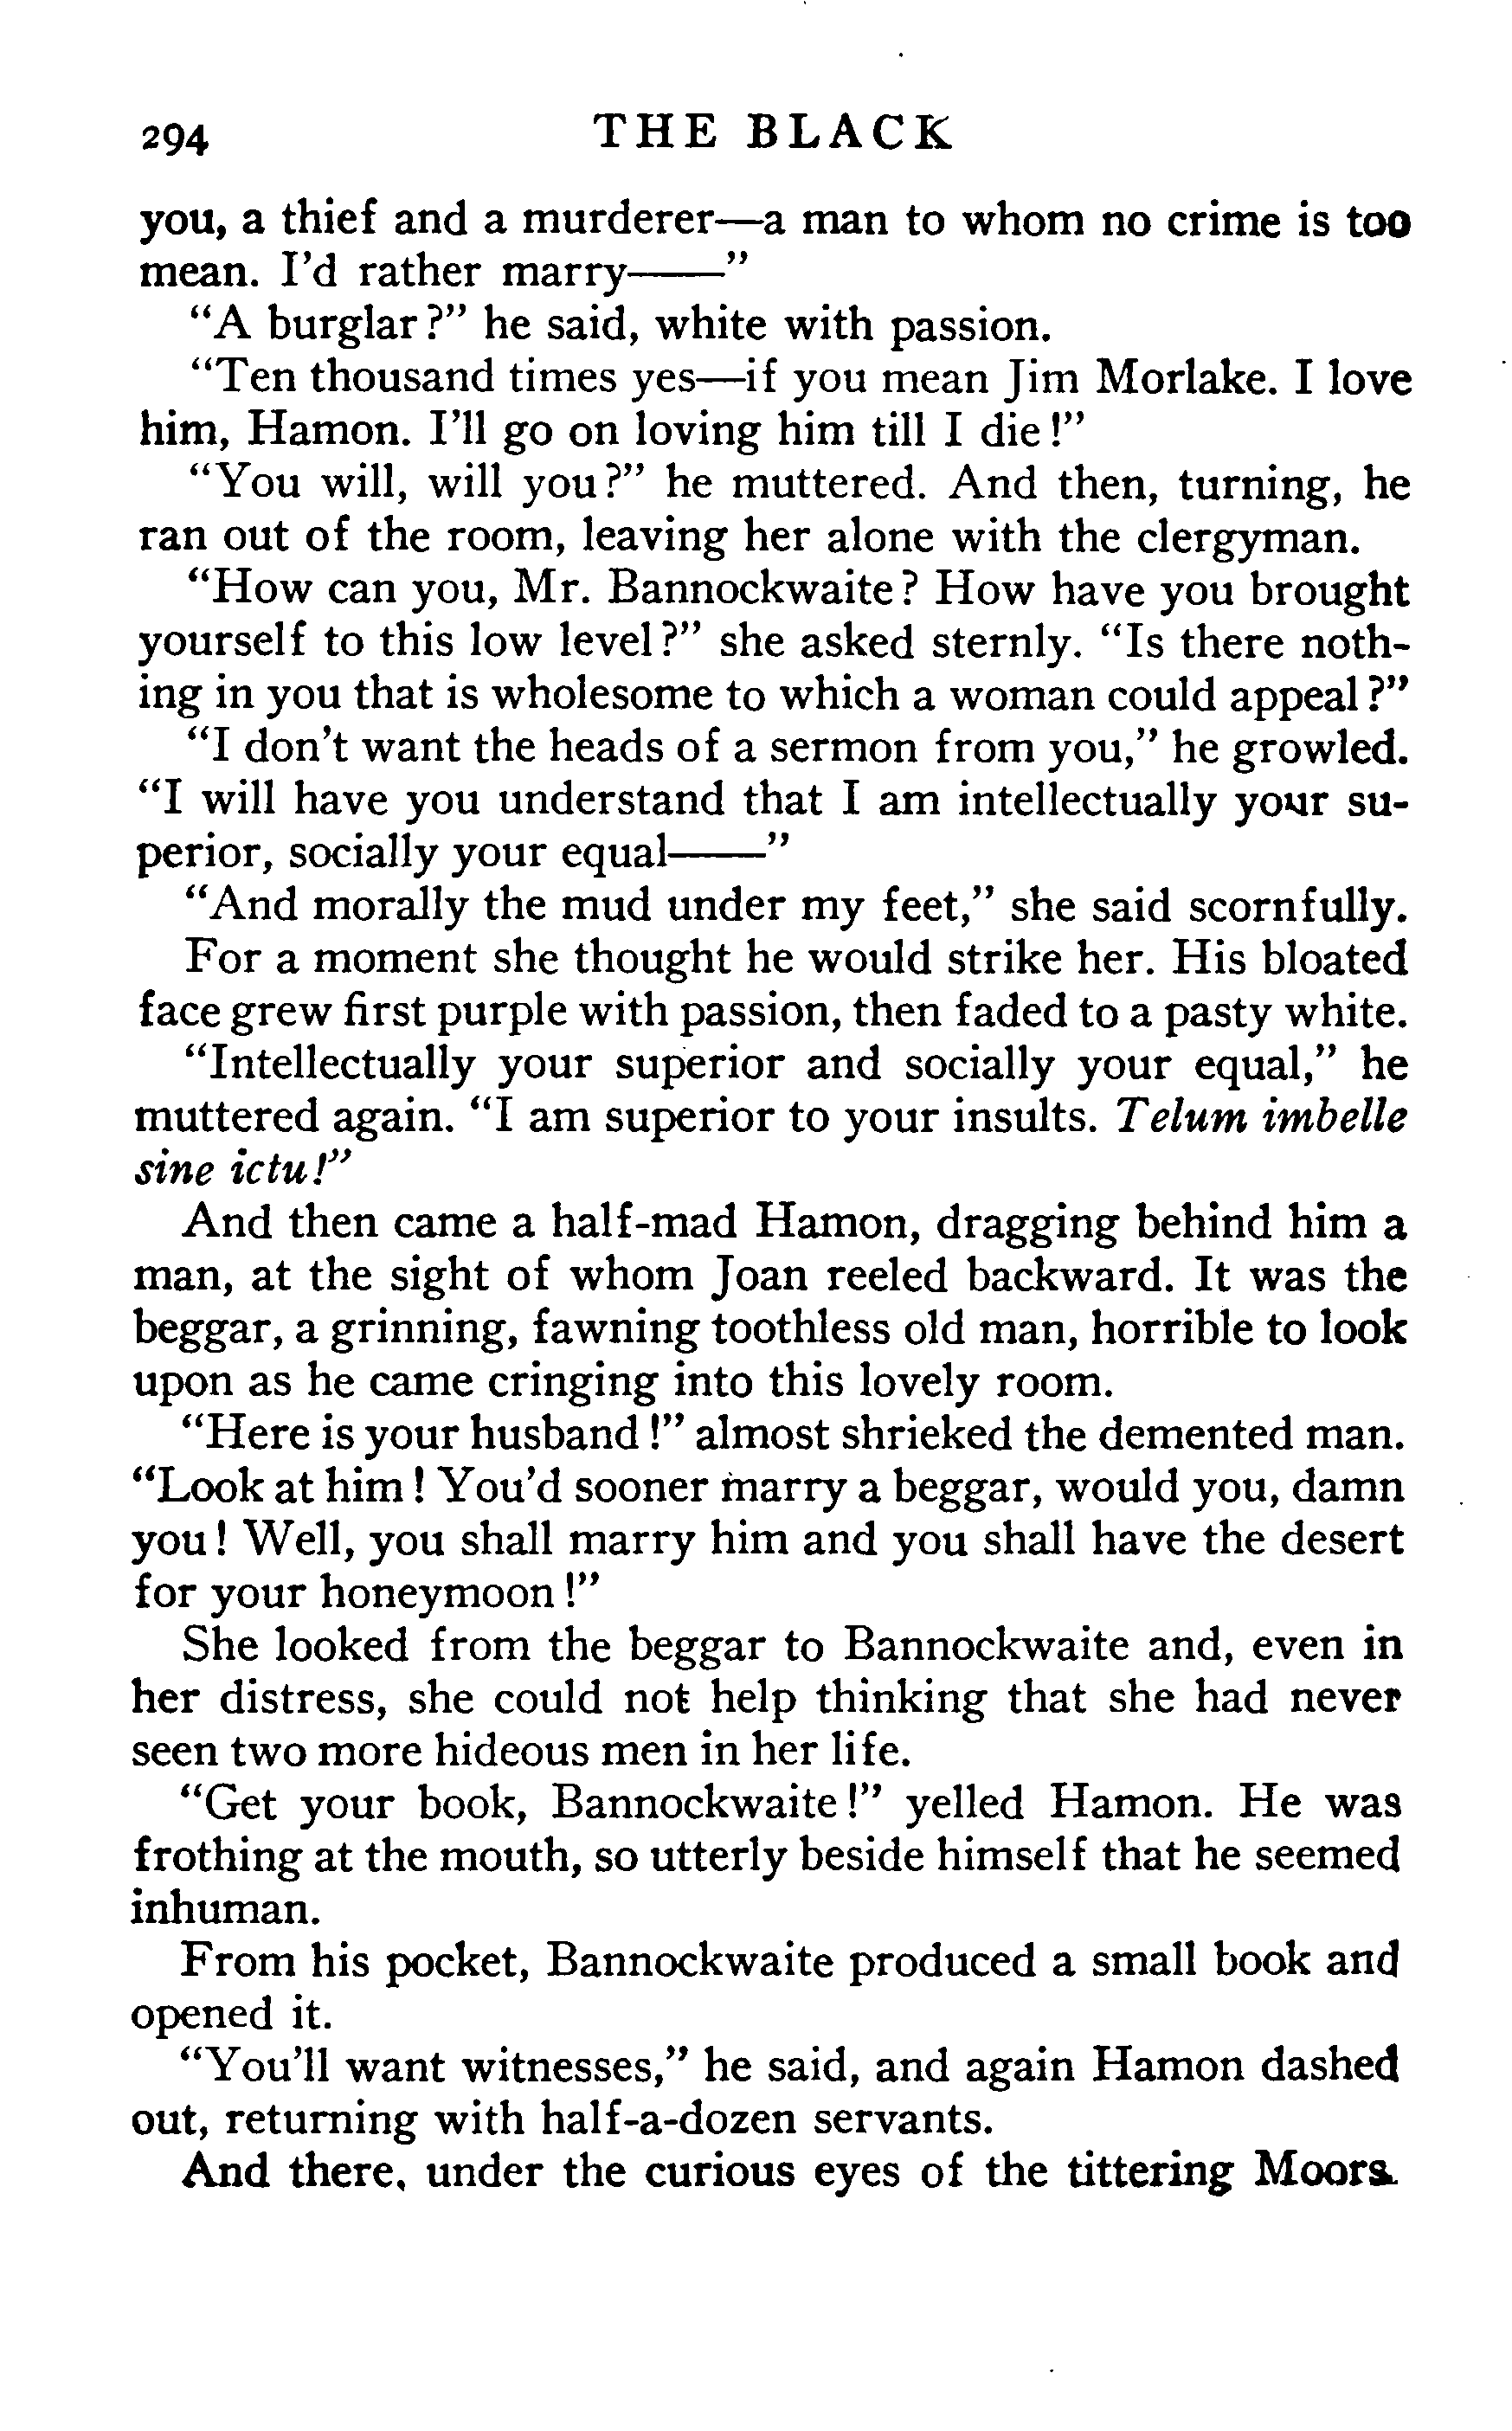 294 THE BLACK
you, a thief and a murderer—a man to whom no crime is too
mean. I'd rather marry——"
"A burglar?" he said, white with passion.
"Ten thousand times yes—if you mean Jim Morlake. I love
him, Hamon. I'll go on loving him till I die!"
"You will, will you?" he muttered. And then, turning, he
ran out of the room, leaving her alone with the clergyman.
"How can you, Mr. Bannockwaite? How have you brought
yourself to this low level?" she asked sternly. "Is there noth-
ing in you that is wholesome to which a woman could appeal?"
"I don't want the heads of a sermon from you," he growled.
"I will have you understand that I am intellectually your su-
perior, socially your equal——"
"And morally the mud under my feet," she said scornfully.
For a moment she thought he would strike her. His bloated
face grew first purple with passion, then faded to a pasty white.
"Intellectually your superior and socially your equal," he
muttered again. "I am superior to your insults. Telum imbelle
sine ictu!"
And then came a half-mad Hamon, dragging behind him a
man, at the sight of whom Joan reeled backward. It was the
beggar, a grinning, fawning toothless old man, horrible to look
upon as he came cringing into this lovely room.
"Here is your husband!" almost shrieked the demented man.
"Look at him! You'd sooner marry a beggar, would you, damn
you! Well, you shall marry him and you shall have the desert
for your honeymoon!"
She looked from the beggar to Bannockwaite and, even in
her distress, she could not help thinking that she had never
seen two more hideous men in her life.
"Get your book, Bannockwaite!" yelled Hamon. He was
frothing at the mouth, so utterly beside himself that he seemed
inhuman.
From his pocket, Bannockwaite produced a small book and
opened it.
"You'll want witnesses," he said, and again Hamon dashed
out, returning with half-a-dozen servants.
And there, under the curious eyes of the tittering Moors.